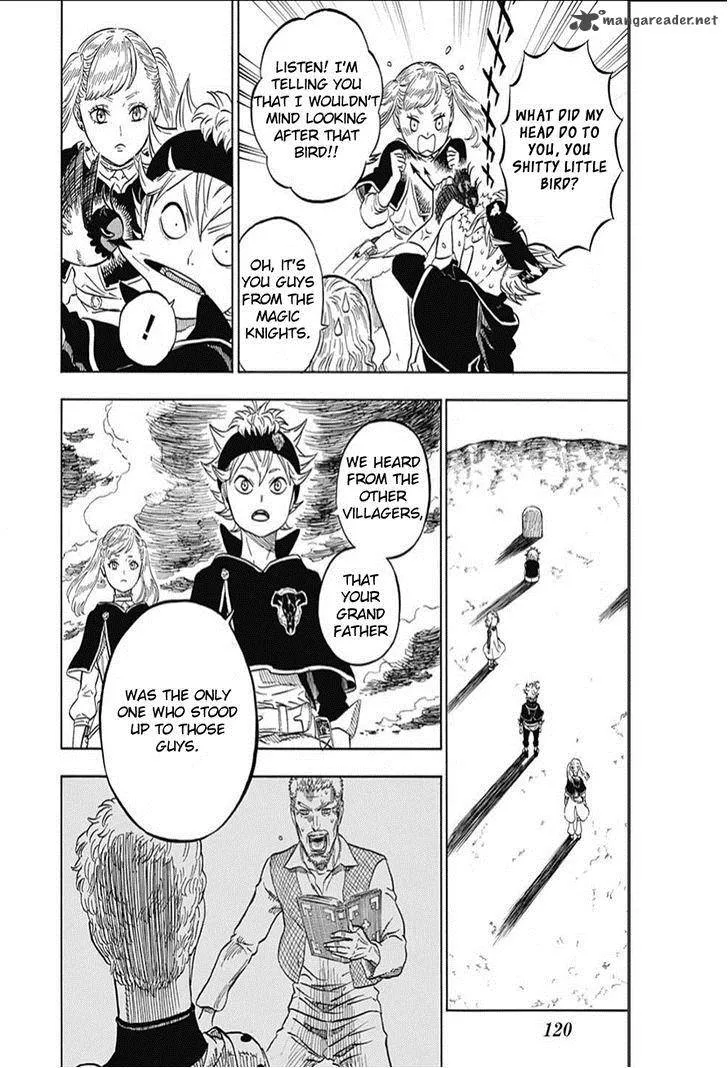 mangareader.net
WHAT DID MY
HEAD DO TO
YOU, YOU
SHITTY LITTLE
BIRD?
LISTEN! I'M
TELLING YOU
THAT I WOULDN'T
MIND LOOKING
AFTER THAT
BIRD!!
OH, IT'S
YOU GUYS
FROM THE
MAGIC
KNIGHTS.
!
WE HEARD
FROM THE
OTHER
VILLAGERS,
THAT
YOUR
GRAND
FATHER
WAS THE ONLY
ONE WHO STOOD
UP TO THOSE
GUYS.
120